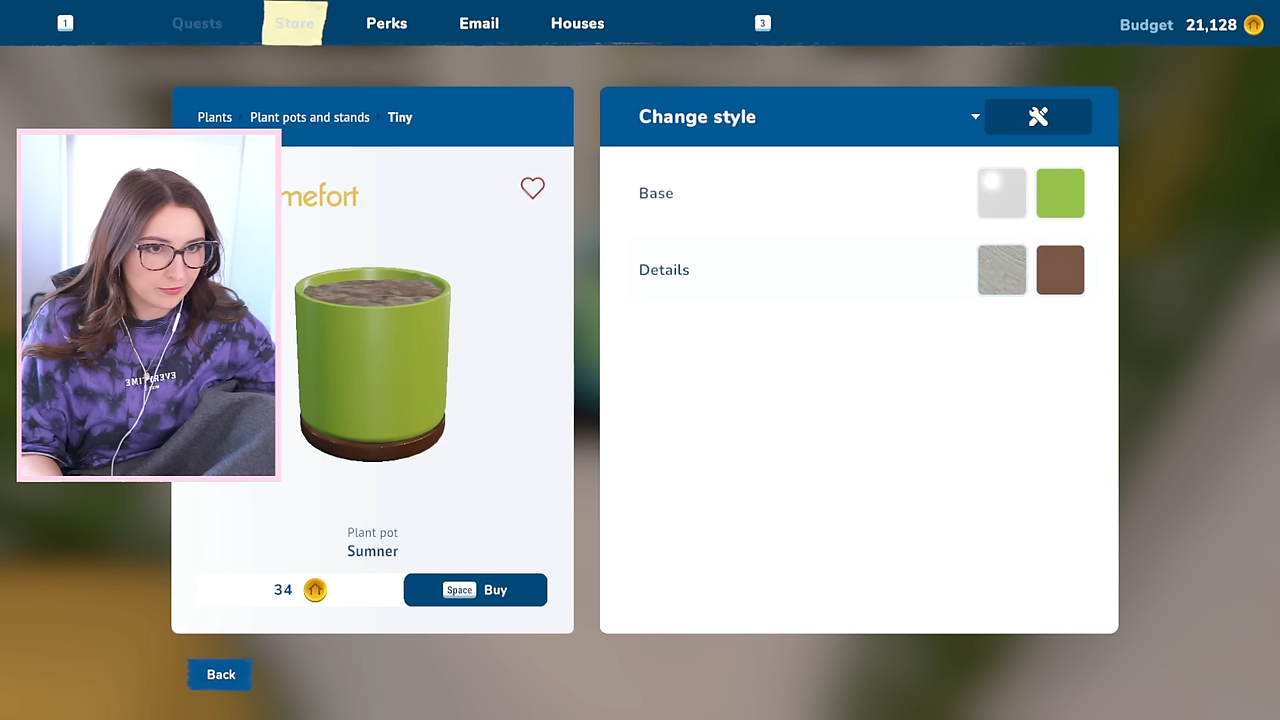 1 Quests Store Perks Email Houses 3 Budget 21,128
Plants Plant pots and stands Tiny
Change style
mefort
Base
Details
EVERYTIME
Plant pot
Sumner
34
Space Buy
Back